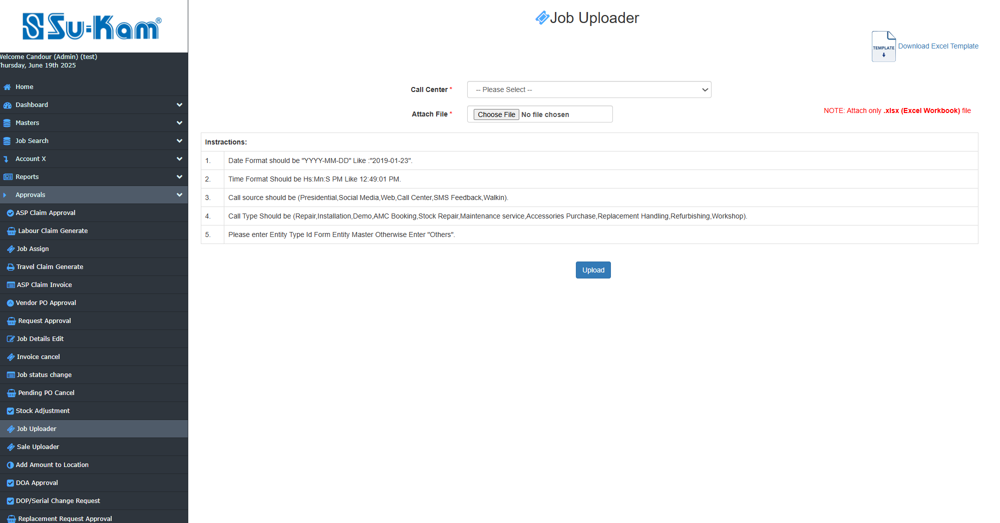 Su-Kam®
Welcome Candour (Admin) (test)
Thursday, June 19th 2025
Home
Dashboard
Masters
Job Search
Account X
Reports
Approvals
ASP Claim Approval
Labour Claim Generate
Job Assign
Travel Claim Generate
ASP Claim Invoice
Vendor PO Approval
Request Approval
Job Details Edit
Invoice cancel
Job status change
Pending PO Cancel
Stock Adjustment
Job Uploader
Sale Uploader
Add Amount to Location
DOA Approval
DOP/Serial Change Request
Replacement Request Approval
Job Uploader
TEMPLATE
Download Excel Template
Call Center *
-- Please Select --
Attach File *
Choose File No file chosen
NOTE: Attach only .xlsx (Excel Workbook) file
Instractions:
1. Date Format should be "YYYY-MM-DD" Like :"2019-01-23".
2. Time Format Should be Hs:Mn:S PM Like 12:49:01 PM.
3. Call source should be (Presidential,Social Media,Web,Call Center,SMS Feedback,Walkin).
4. Call Type Should be (Repair,Installation,Demo,AMC Booking,Stock Repair,Maintenance service,Accessories Purchase,Replacement Handling,Refurbishing,Workshop).
5. Please enter Entity Type Id Form Entity Master Otherwise Enter "Others".
Upload